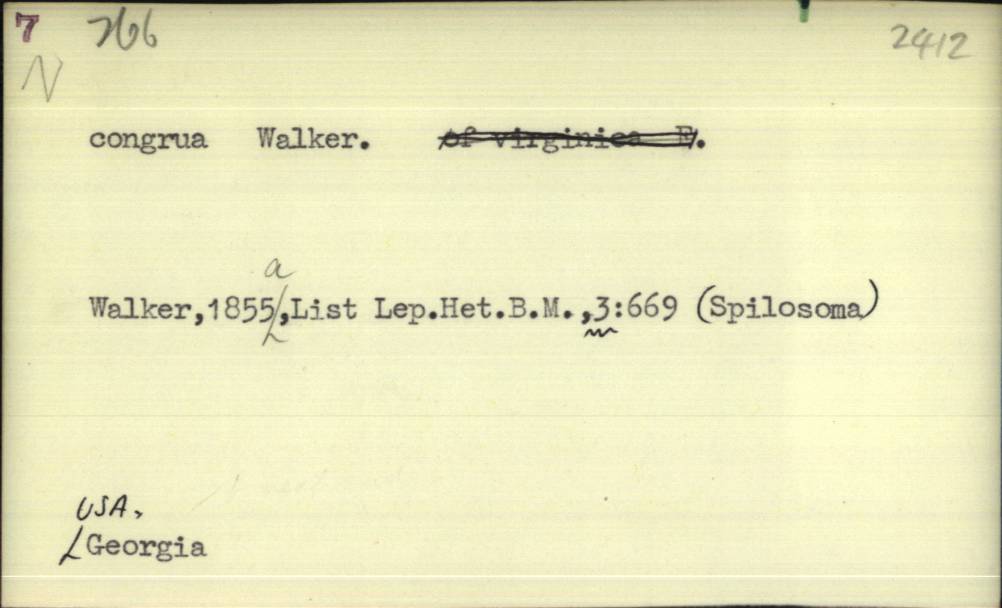 7 766 2412
N
congrua Walker. of virginica F.
a
Walker,1855,List Lep.Het.B.M.,3:669 (Spilosoma)
USA,
Georgia